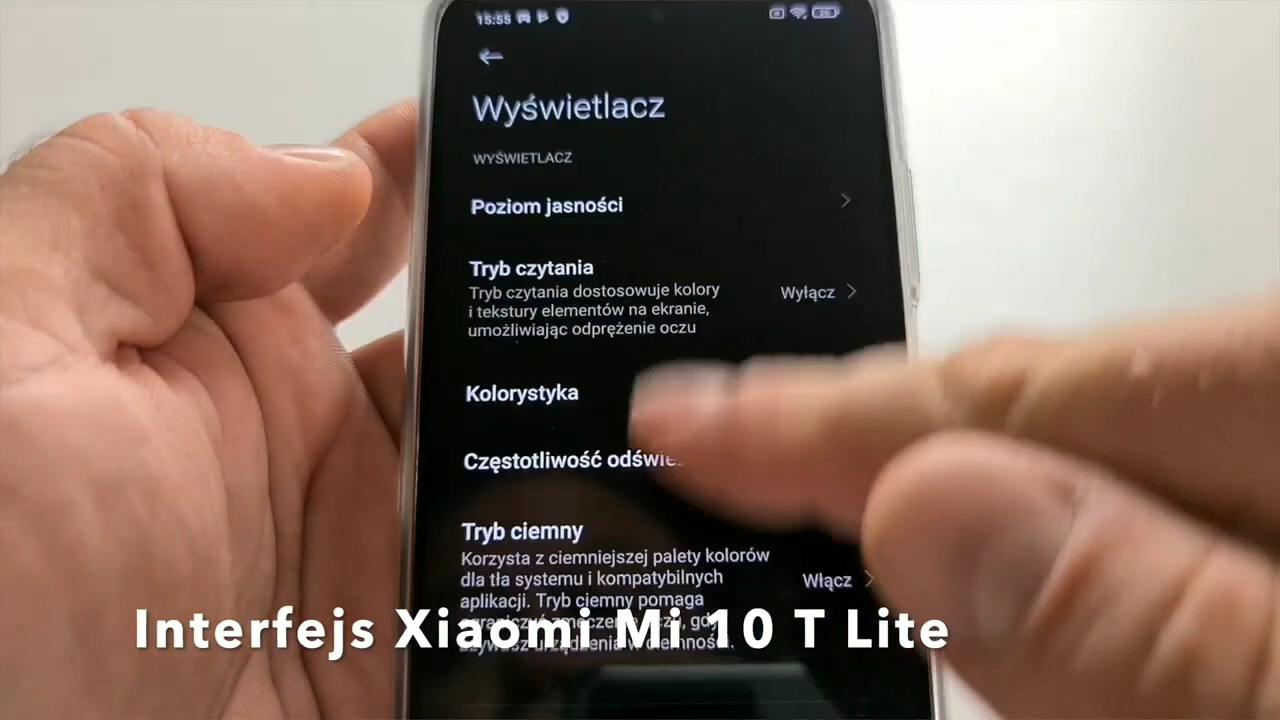 15:55
Wyświetlacz
WYŚWIETLACZ
Poziom jasności
Tryb czytania
Tryb czytania dostosowuje kolory
i tekstury elementów na ekranie,
umożliwiając odprężenie oczu
Wyłącz
Kolorystyka
Częstotliwość odświe
Tryb ciemny
Korzysta z ciemniejszej palety kolorów
dla tła systemu i kompatybilnych
aplikacji. Tryb ciemny pomaga
Włącz
Interfejs Xiaomi Mi 10 T Lite